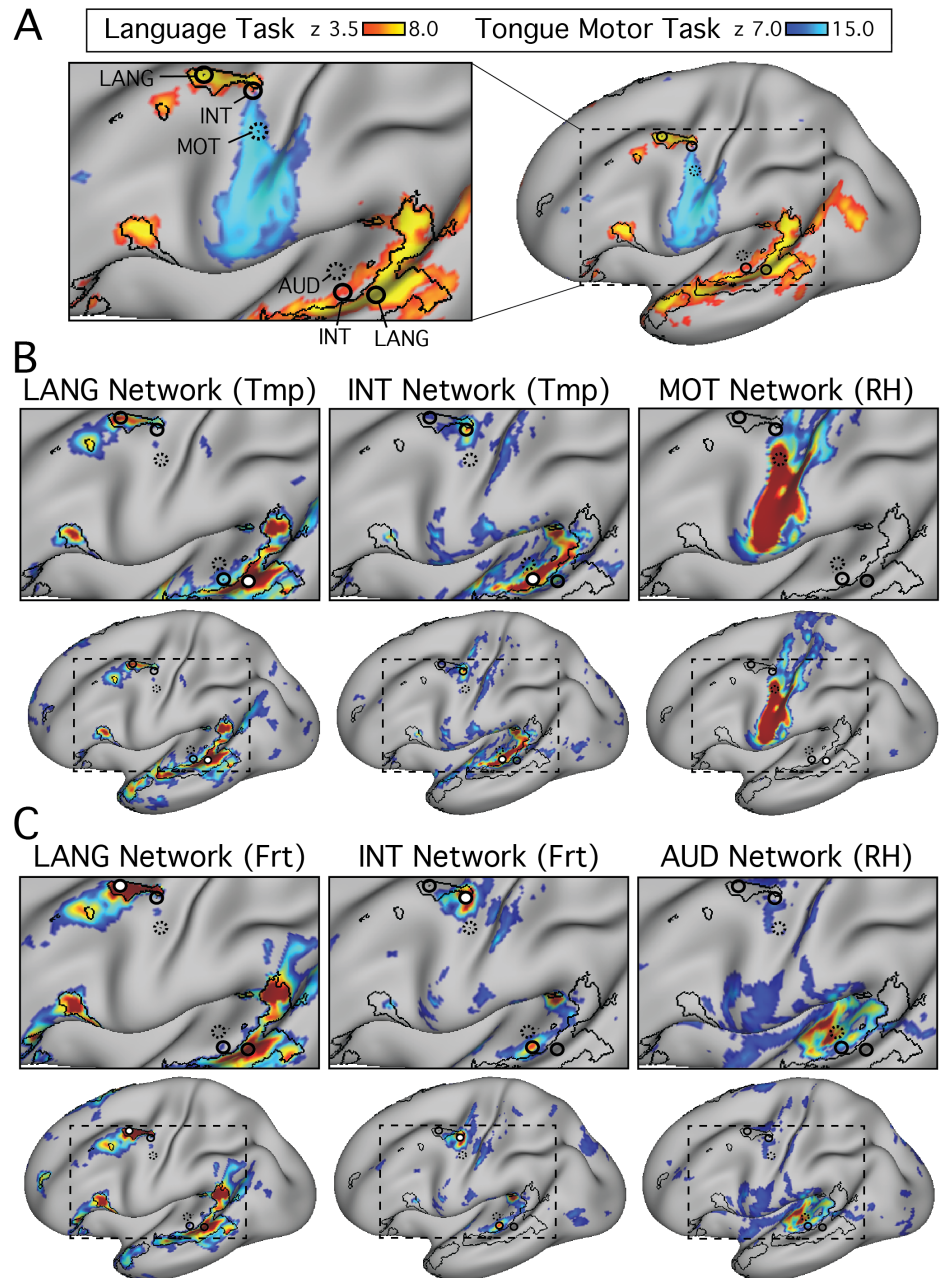 A
Language Task z 3.5 8.0 Tongue Motor Task z 7.0 15.0
LANG
INT
MOT
AUD
INT
LANG
B
LANG Network (Tmp) INT Network (Tmp) MOT Network (RH)
C
LANG Network (Frt) INT Network (Frt) AUD Network (RH)